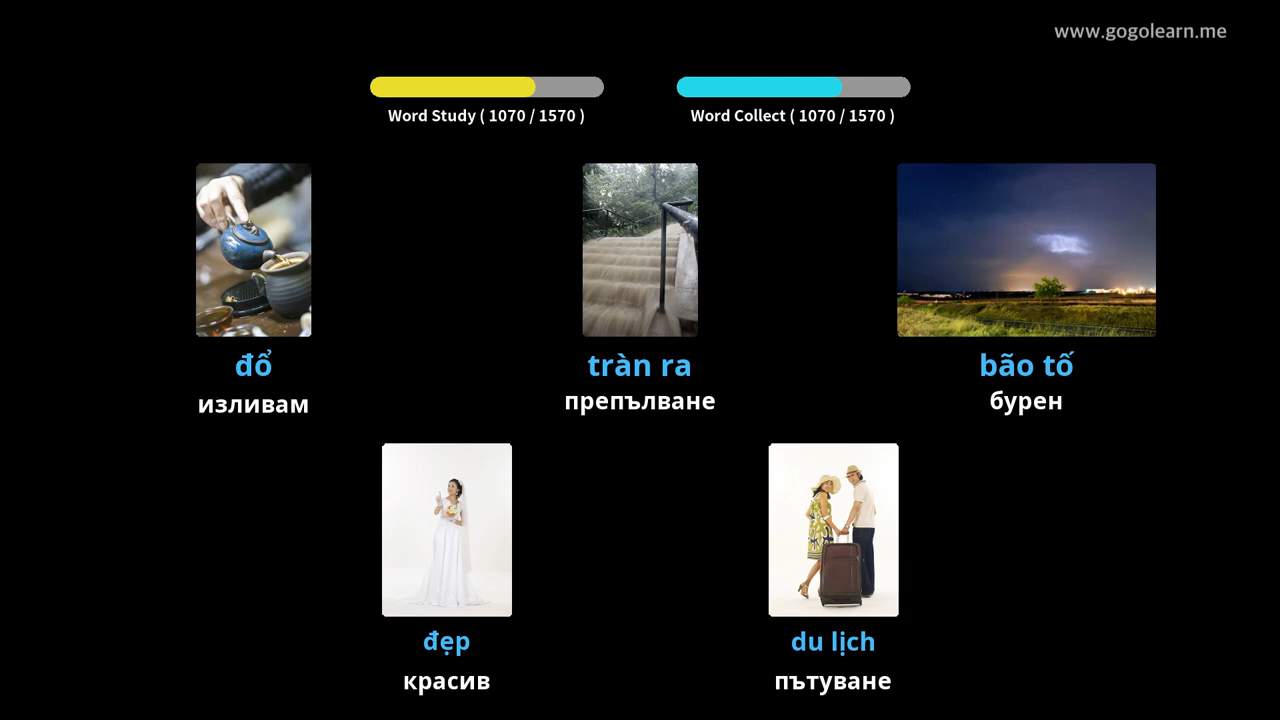 www.gogolearn.me
Word Study ( 1070 / 1570 )
Word Collect ( 1070 / 1570 )
đổ
изливам
tràn ra
препълване
bão tố
бурен
đẹp
красив
du lịch
пътуване